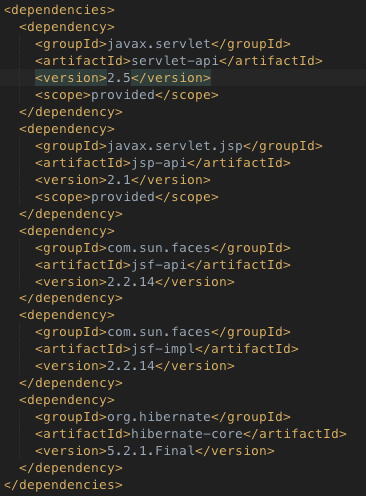 <dependencies>
  <dependency>
    <groupId>javax.servlet</groupId>
    <artifactId>servlet-api</artifactId>
    <version>2.5</version>
    <scope>provided</scope>
  </dependency>
  <dependency>
    <groupId>javax.servlet.jsp</groupId>
    <artifactId>jsp-api</artifactId>
    <version>2.1</version>
    <scope>provided</scope>
  </dependency>
  <dependency>
    <groupId>com.sun.faces</groupId>
    <artifactId>jsf-api</artifactId>
    <version>2.2.14</version>
  </dependency>
  <dependency>
    <groupId>com.sun.faces</groupId>
    <artifactId>jsf-impl</artifactId>
    <version>2.2.14</version>
  </dependency>
  <dependency>
    <groupId>org.hibernate</groupId>
    <artifactId>hibernate-core</artifactId>
    <version>5.2.1.Final</version>
  </dependency>
</dependencies>